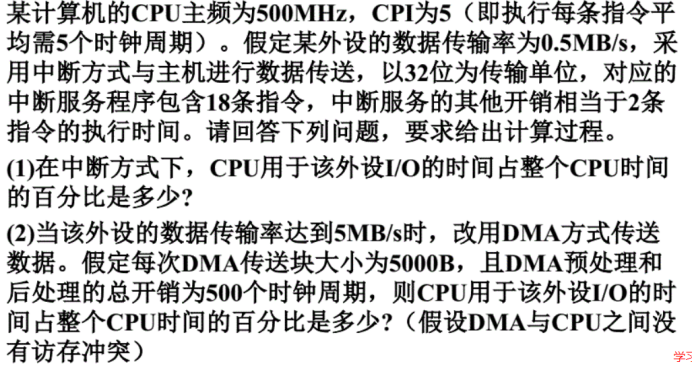 某计算机的CPU主频为500MHz，CPI为5（即执行每条指令平
均需5个时钟周期）。假定某外设的数据传输率为0.5MB/s，采
用中断方式与主机进行数据传送，以32位为传输单位，对应的
中断服务程序包含18条指令，中断服务的其他开销相当于2条
指令的执行时间。请回答下列问题，要求给出计算过程。
(1)在中断方式下，CPU用于该外设I/O的时间占整个CPU时间
的百分比是多少?
(2)当该外设的数据传输率达到5MB/s时，改用DMA方式传送
数据。假定每次DMA传送块大小为5000B，且DMA预处理和
后处理的总开销为500个时钟周期，则CPU用于该外设I/O的时
间占整个CPU时间的百分比是多少?（假设DMA与CPU之间没
有访存冲突）
学习